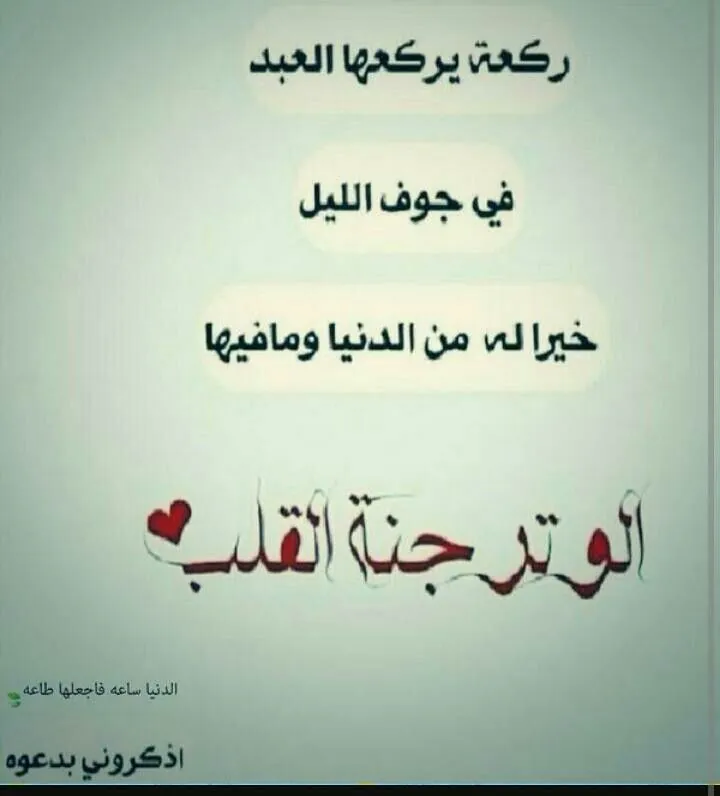 ركعة يركعها العبد
في جوف الليل
خيرا له من الدنيا ومافيها
الوتر جنة القلب
الدنيا ساعه فاجعلها طاعه
اذكروني بدعوه